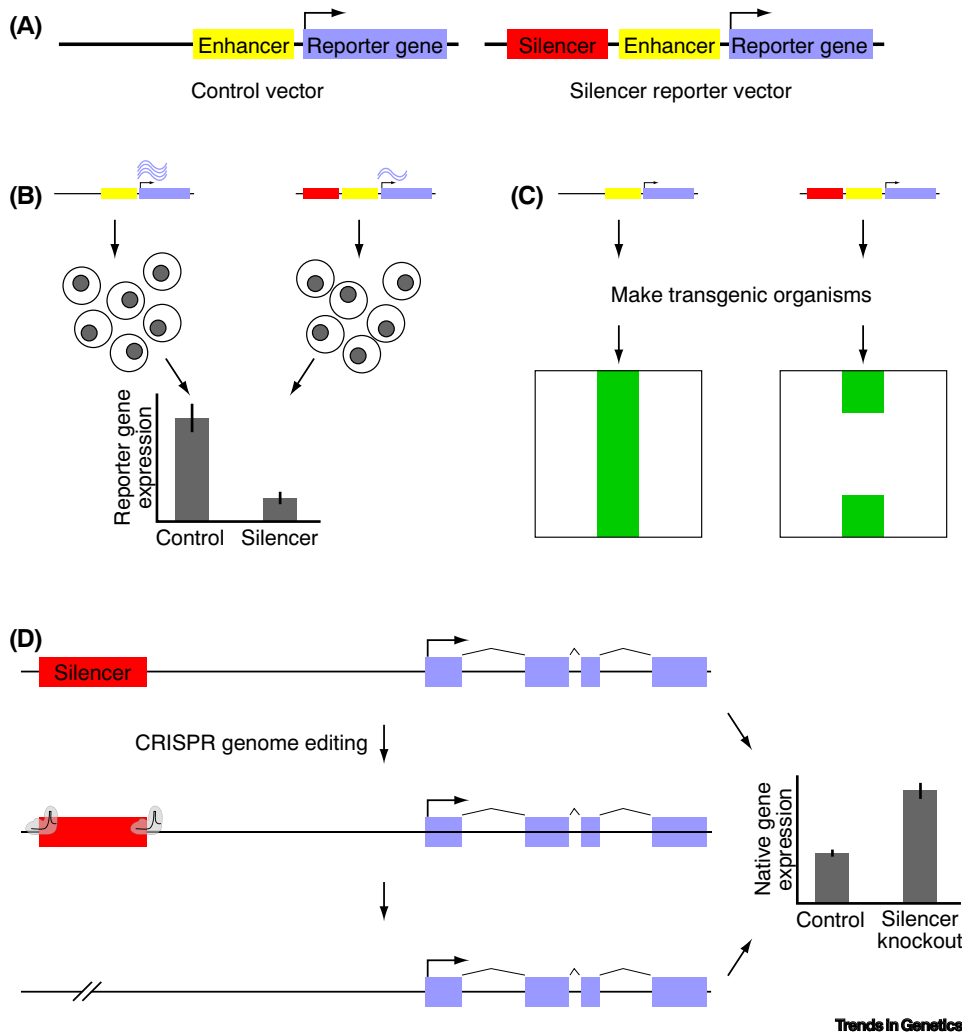 (A)
Enhancer Reporter gene Silencer Enhancer Reporter gene
Control vector Silencer reporter vector
(B)
Reporter gene
expression
Control Silencer
(C)
Make transgenic organisms
(D)
Silencer
CRISPR genome editing
Native gene
expression
Control Silencer
knockout
Trends in Genetics